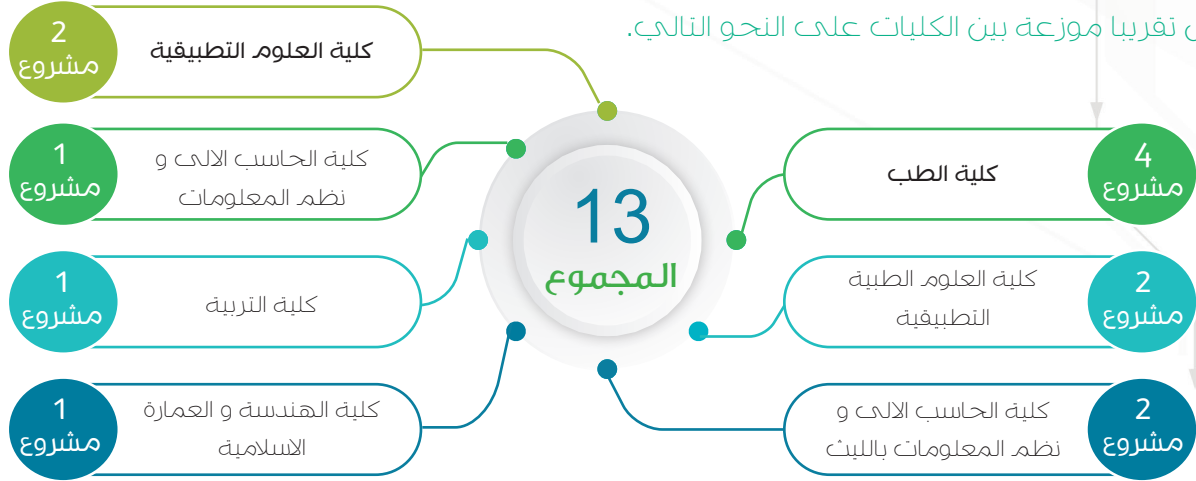 تقريبا موزعة بين الكليات على النحو التالي.
4
مشروع
كلية الطب
2
مشروع
كلية العلوم الطبية
التطبيقية
2
مشروع
كلية الحاسب الالى و
نظم المعلومات بالليث
13
المجموع
2
مشروع
كلية العلوم التطبيقية
1
مشروع
كلية الحاسب الالى و
نظم المعلومات
1
مشروع
كلية التربية
1
مشروع
كلية الهندسة و العمارة
الاسلامية